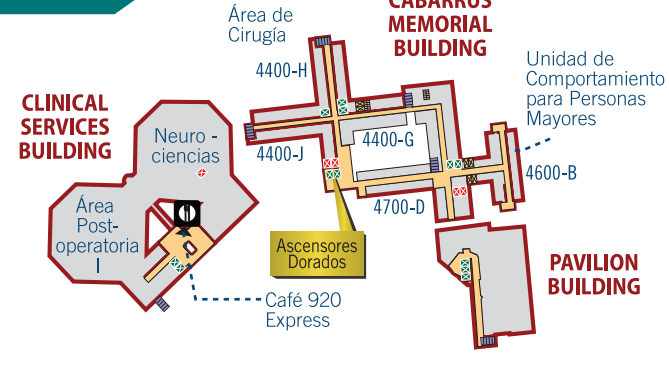 CABARRUS
MEMORIAL
BUILDING
Área de
Cirugía
4400-H
Unidad de
Comportamiento
para Personas
Mayores
CLINICAL
SERVICES
BUILDING
Neuro -
ciencias
4400-J
4400-G
4600-B
4700-D
Área
Post-
operatoria
I
Ascensores
Dorados
PAVILION
BUILDING
Café 920
Express